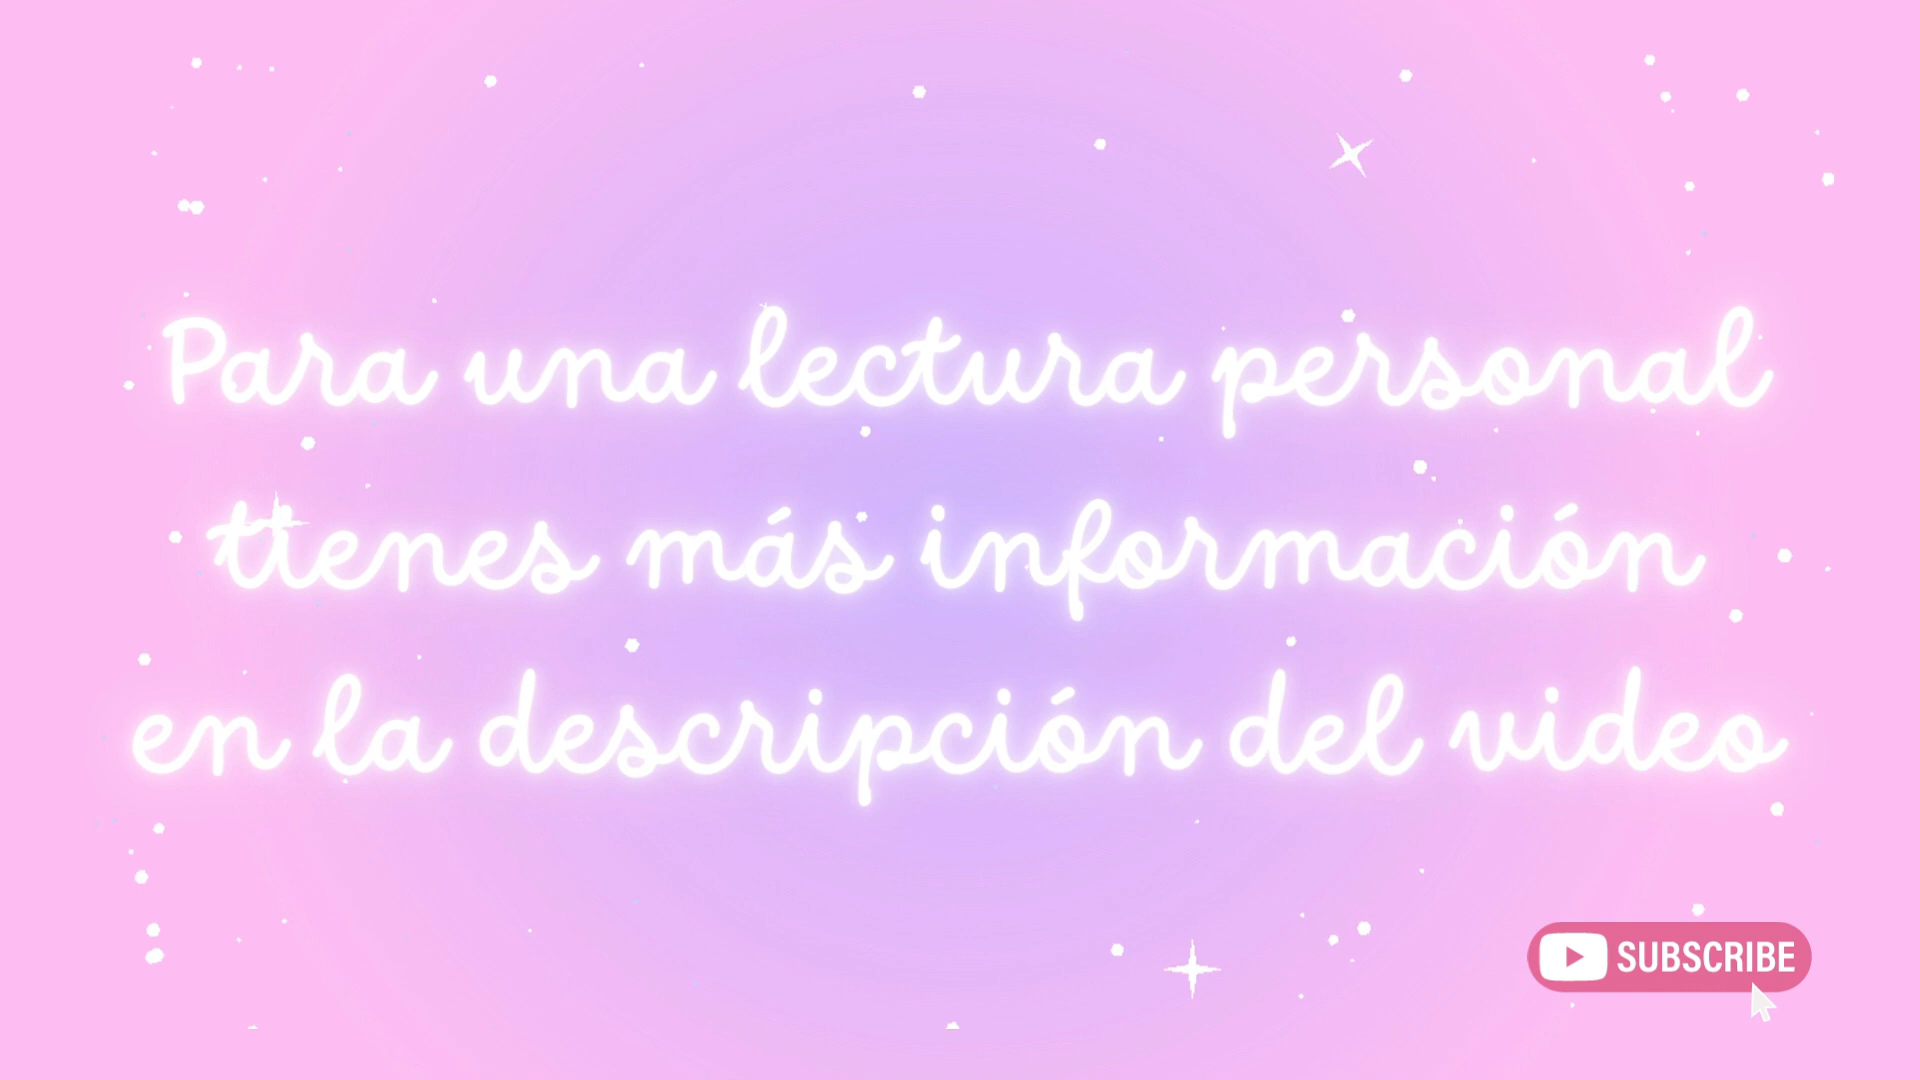 Para una lectura personal
tienes más información
en la descripción del video
SUBSCRIBE